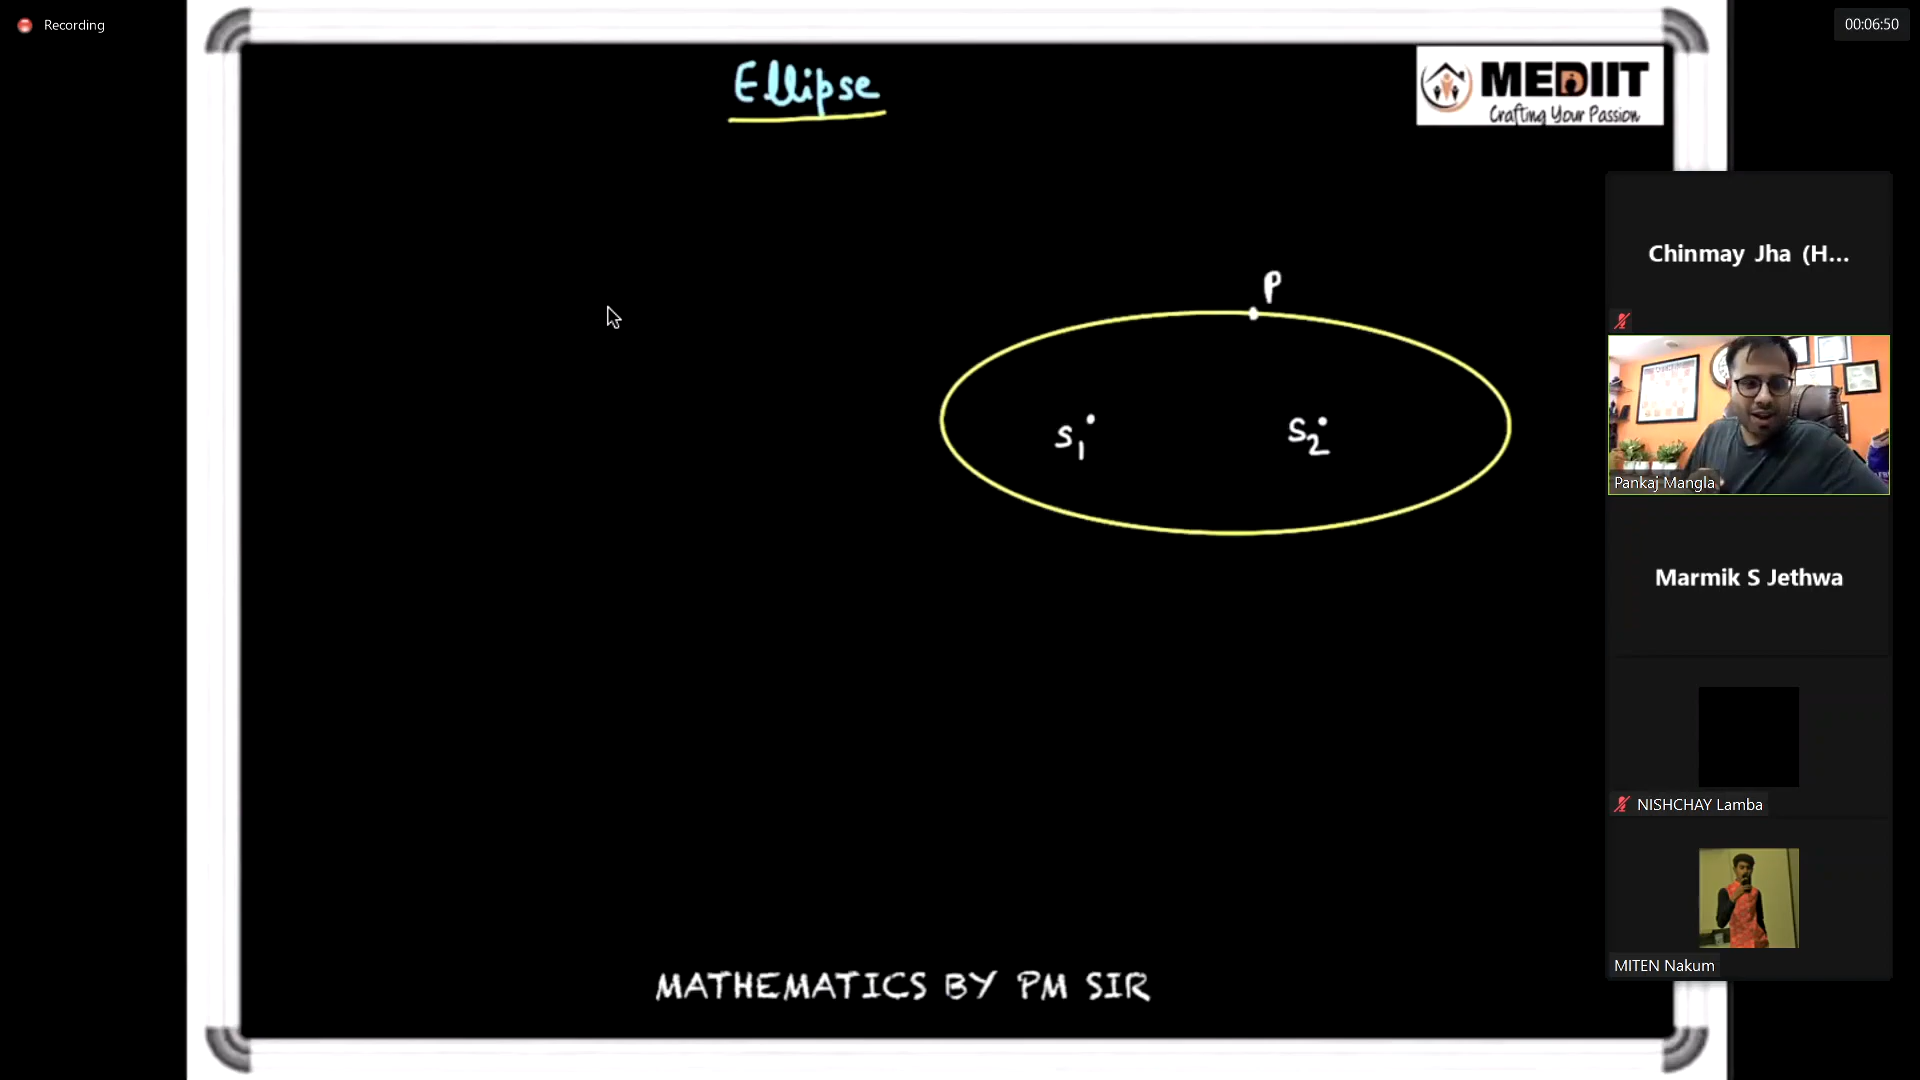 Recording
00:06:50
Ellipse
MEDIIT
Crafting Your Passion
Chinmay Jha (H...
P
S1
S2
Pankaj Mangla
Marmik S Jethwa
NISHCHAY Lamba
MITEN Nakum
MATHEMATICS BY PM SIR